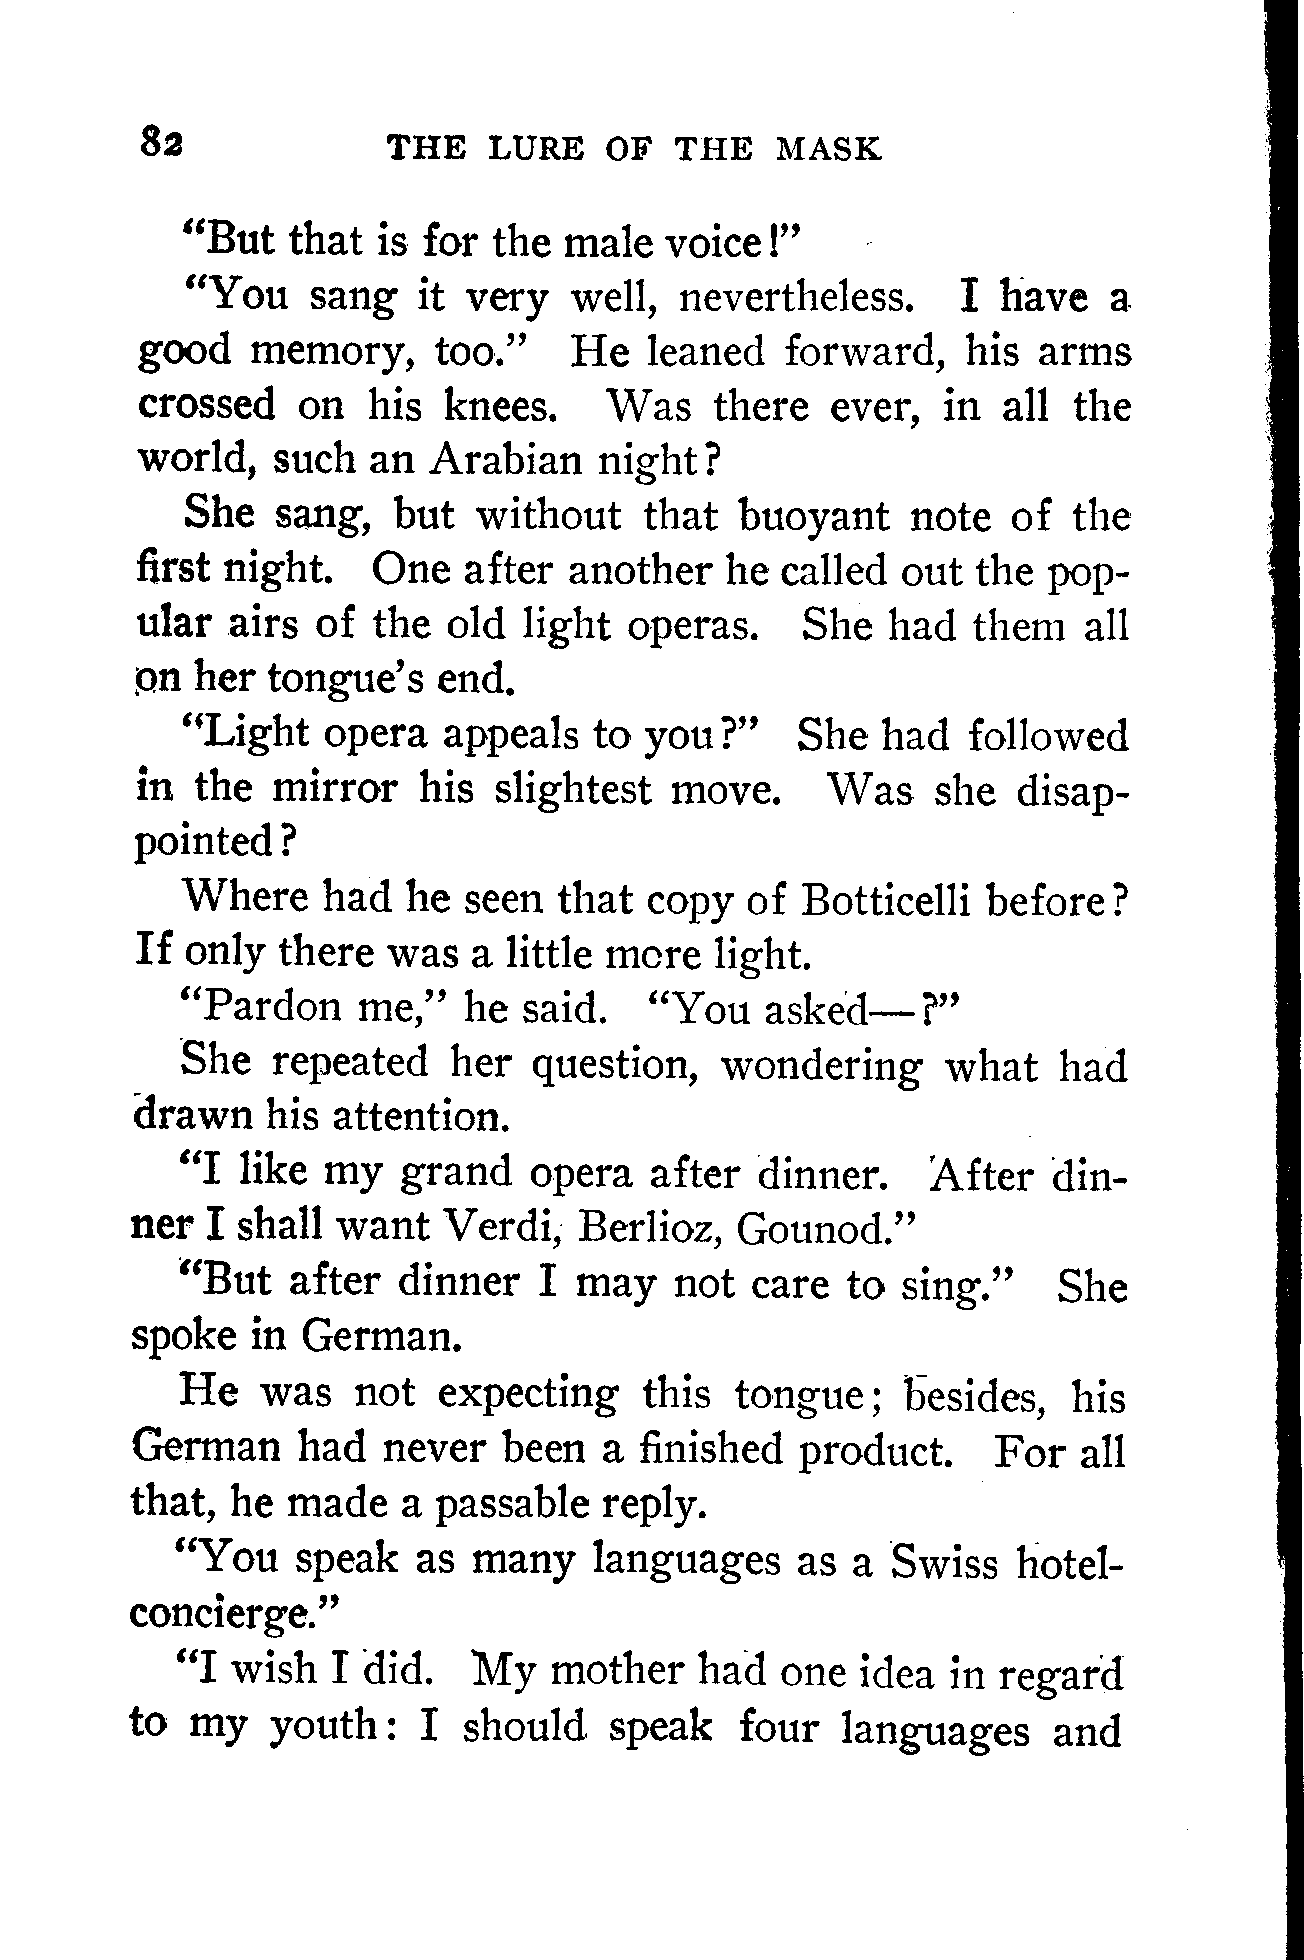 82 THE LURE OF THE MASK
"But that is for the male voice!"
"You sang it very well, nevertheless. I have a
good memory, too." He leaned forward, his arms
crossed on his knees. Was there ever, in all the
world, such an Arabian night?
She sang, but without that buoyant note of the
first night. One after another he called out the pop-
ular airs of the old light operas. She had them all
on her tongue's end.
"Light opera appeals to you?" She had followed
in the mirror his slightest move. Was she disap-
pointed?
Where had he seen that copy of Botticelli before?
If only there was a little more light.
"Pardon me," he said. "You asked—?"
She repeated her question, wondering what had
drawn his attention.
"I like my grand opera after dinner. After din-
ner I shall want Verdi, Berlioz, Gounod."
"But after dinner I may not care to sing." She
spoke in German.
He was not expecting this tongue; besides, his
German had never been a finished product. For all
that, he made a passable reply.
"You speak as many languages as a Swiss hotel-
concierge."
"I wish I did. My mother had one idea in regard
to my youth: I should speak four languages and